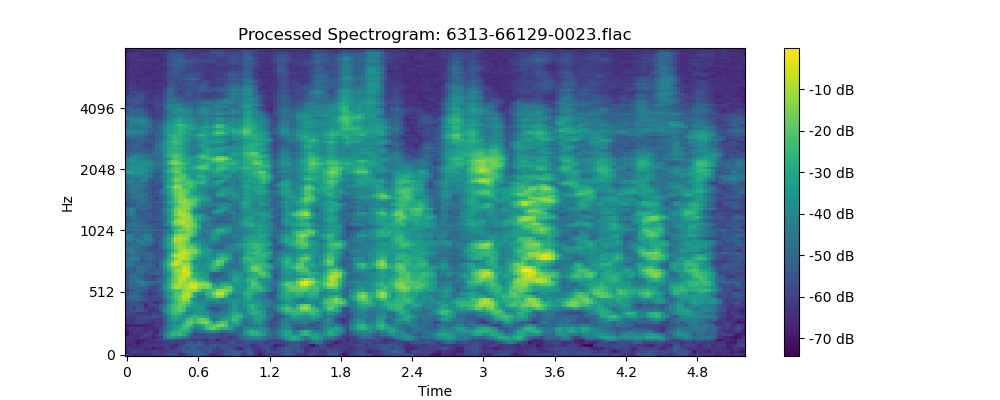 Processed Spectrogram: 6313-66129-0023.flac
Hz
4096
2048
1024
512
0
0 0.6 1.2 1.8 2.4 3 3.6 4.2 4.8
Time
-10 dB
-20 dB
-30 dB
-40 dB
-50 dB
-60 dB
-70 dB